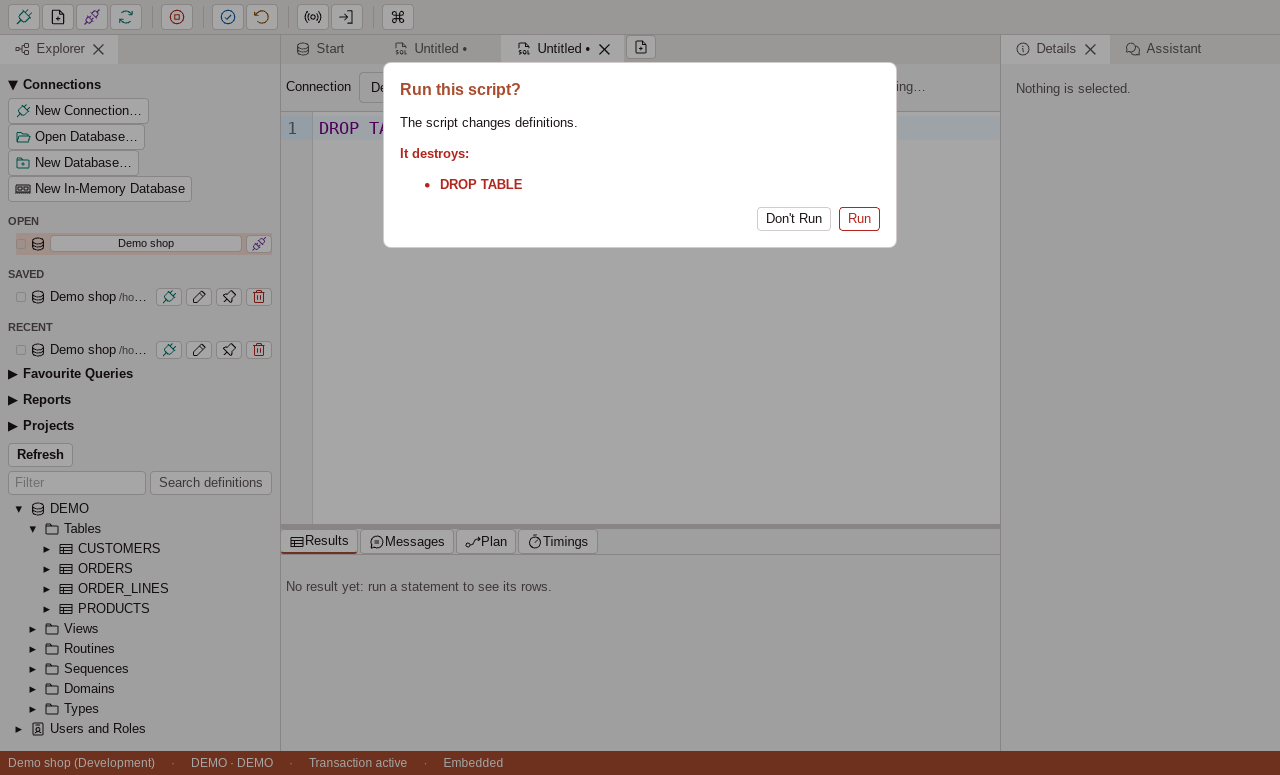 Explorer
Start
Untitled •
Untitled •
Details
Assistant
Connections
New Connection…
Open Database…
New Database…
New In-Memory Database
OPEN
Demo shop
SAVED
Demo shop /ho…
RECENT
Demo shop /ho…
Favourite Queries
Reports
Projects
Refresh
Filter
Search definitions
DEMO
Tables
CUSTOMERS
ORDERS
ORDER_LINES
PRODUCTS
Views
Routines
Sequences
Domains
Types
Users and Roles
Connection
1
DROP
Run this script?
The script changes definitions.
It destroys:
• DROP TABLE
Don't Run
Run
Results
Messages
Plan
Timings
No result yet: run a statement to see its rows.
Nothing is selected.
Demo shop (Development) · DEMO · DEMO · Transaction active · Embedded